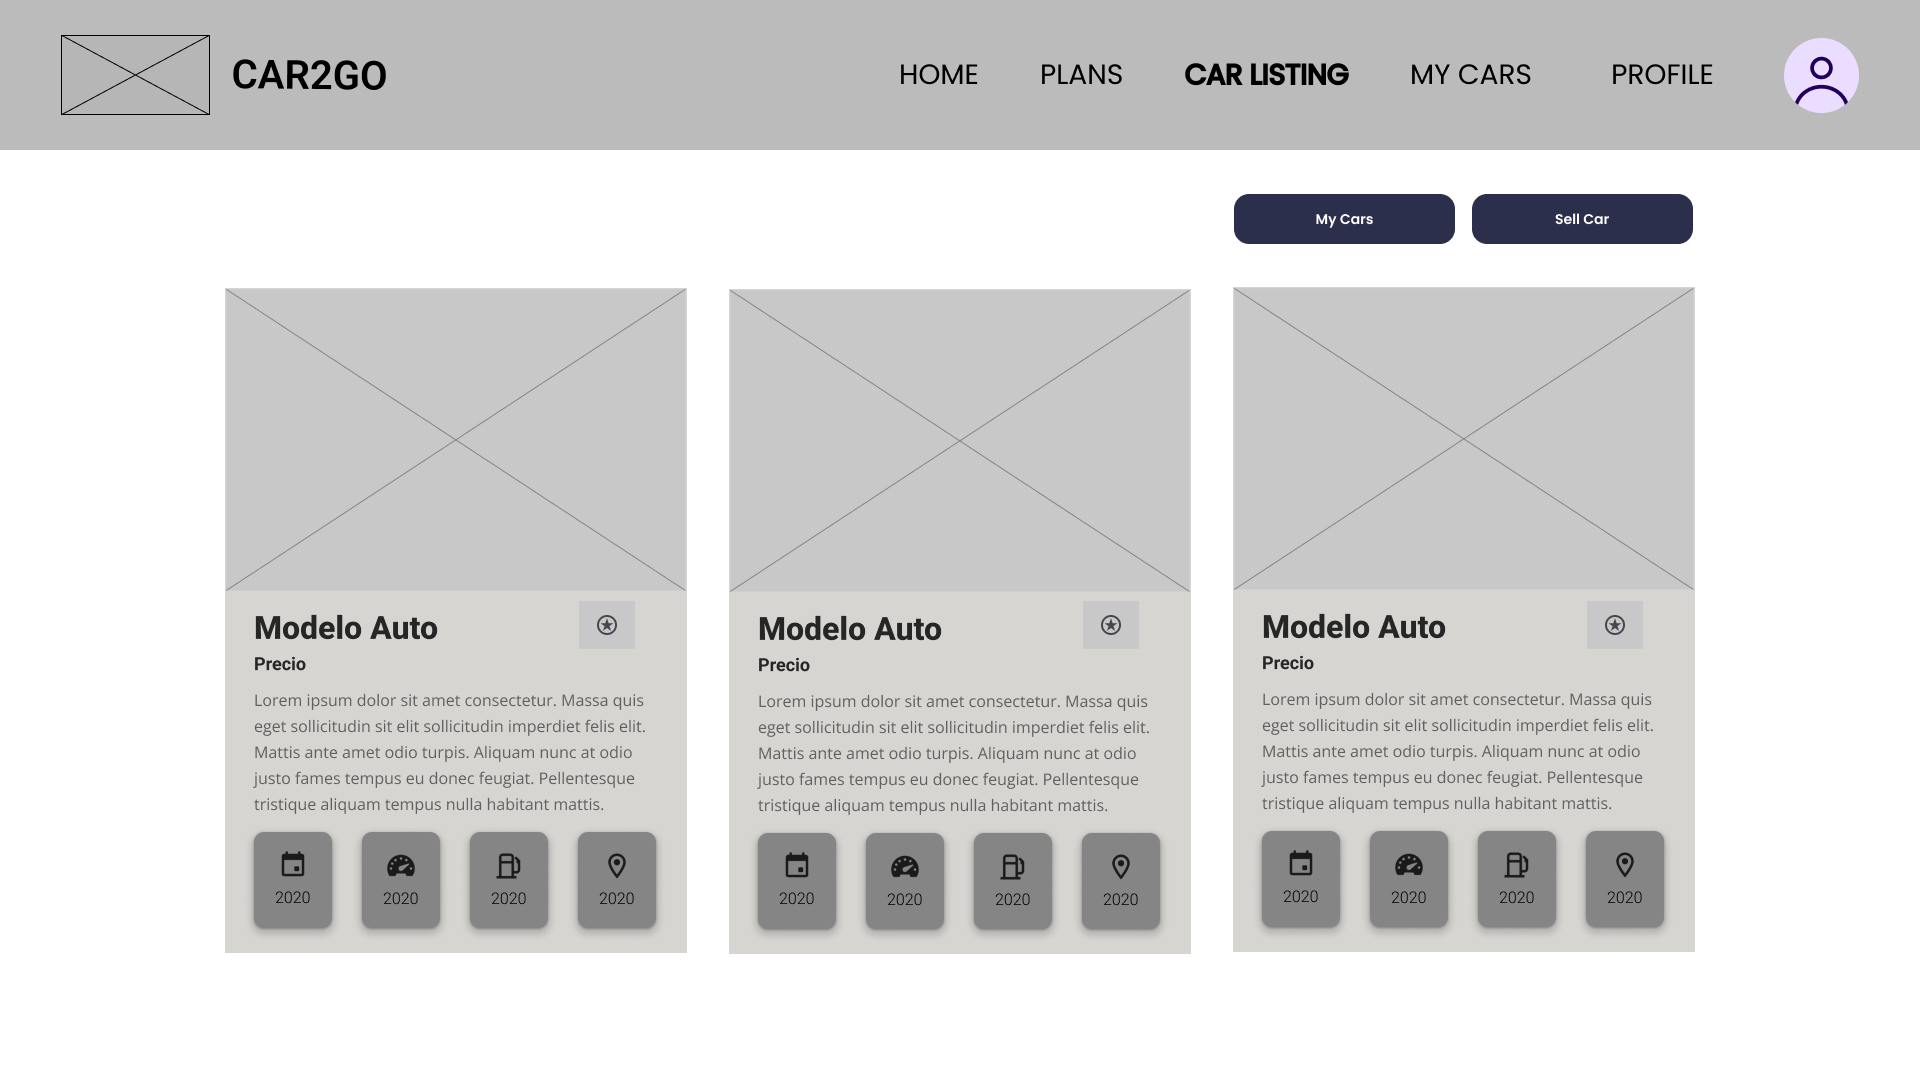 CAR2GO
HOME
PLANS
CAR LISTING
MY CARS
PROFILE
My Cars
Sell Car
Modelo Auto
Precio
Lorem ipsum dolor sit amet consectetur. Massa quis
eget sollicitudin sit elit sollicitudin imperdiet felis elit.
Mattis ante amet odio turpis. Aliquam nunc at odio
justo fames tempus eu donec feugiat. Pellentesque
tristique aliquam tempus nulla habitant mattis.
2020
2020
2020
2020
Modelo Auto
Precio
Lorem ipsum dolor sit amet consectetur. Massa quis
eget sollicitudin sit elit sollicitudin imperdiet felis elit.
Mattis ante amet odio turpis. Aliquam nunc at odio
justo fames tempus eu donec feugiat. Pellentesque
tristique aliquam tempus nulla habitant mattis.
2020
2020
2020
2020
Modelo Auto
Precio
Lorem ipsum dolor sit amet consectetur. Massa quis
eget sollicitudin sit elit sollicitudin imperdiet felis elit.
Mattis ante amet odio turpis. Aliquam nunc at odio
justo fames tempus eu donec feugiat. Pellentesque
tristique aliquam tempus nulla habitant mattis.
2020
2020
2020
2020